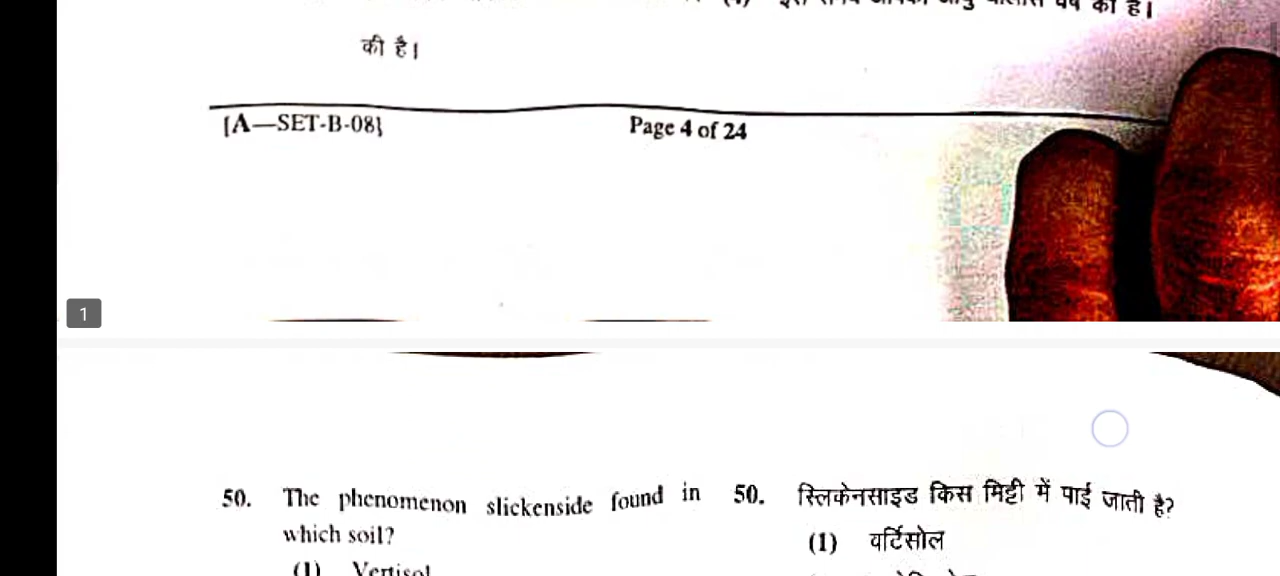 की है।
[A—SET-B-08]
Page 4 of 24
1
50. The phenomenon slickenside found in
which soil?
(1) Vertisol
50. स्लिकेनसाइड किस मिट्टी में पाई जाती है?
(1) वर्टिसोल